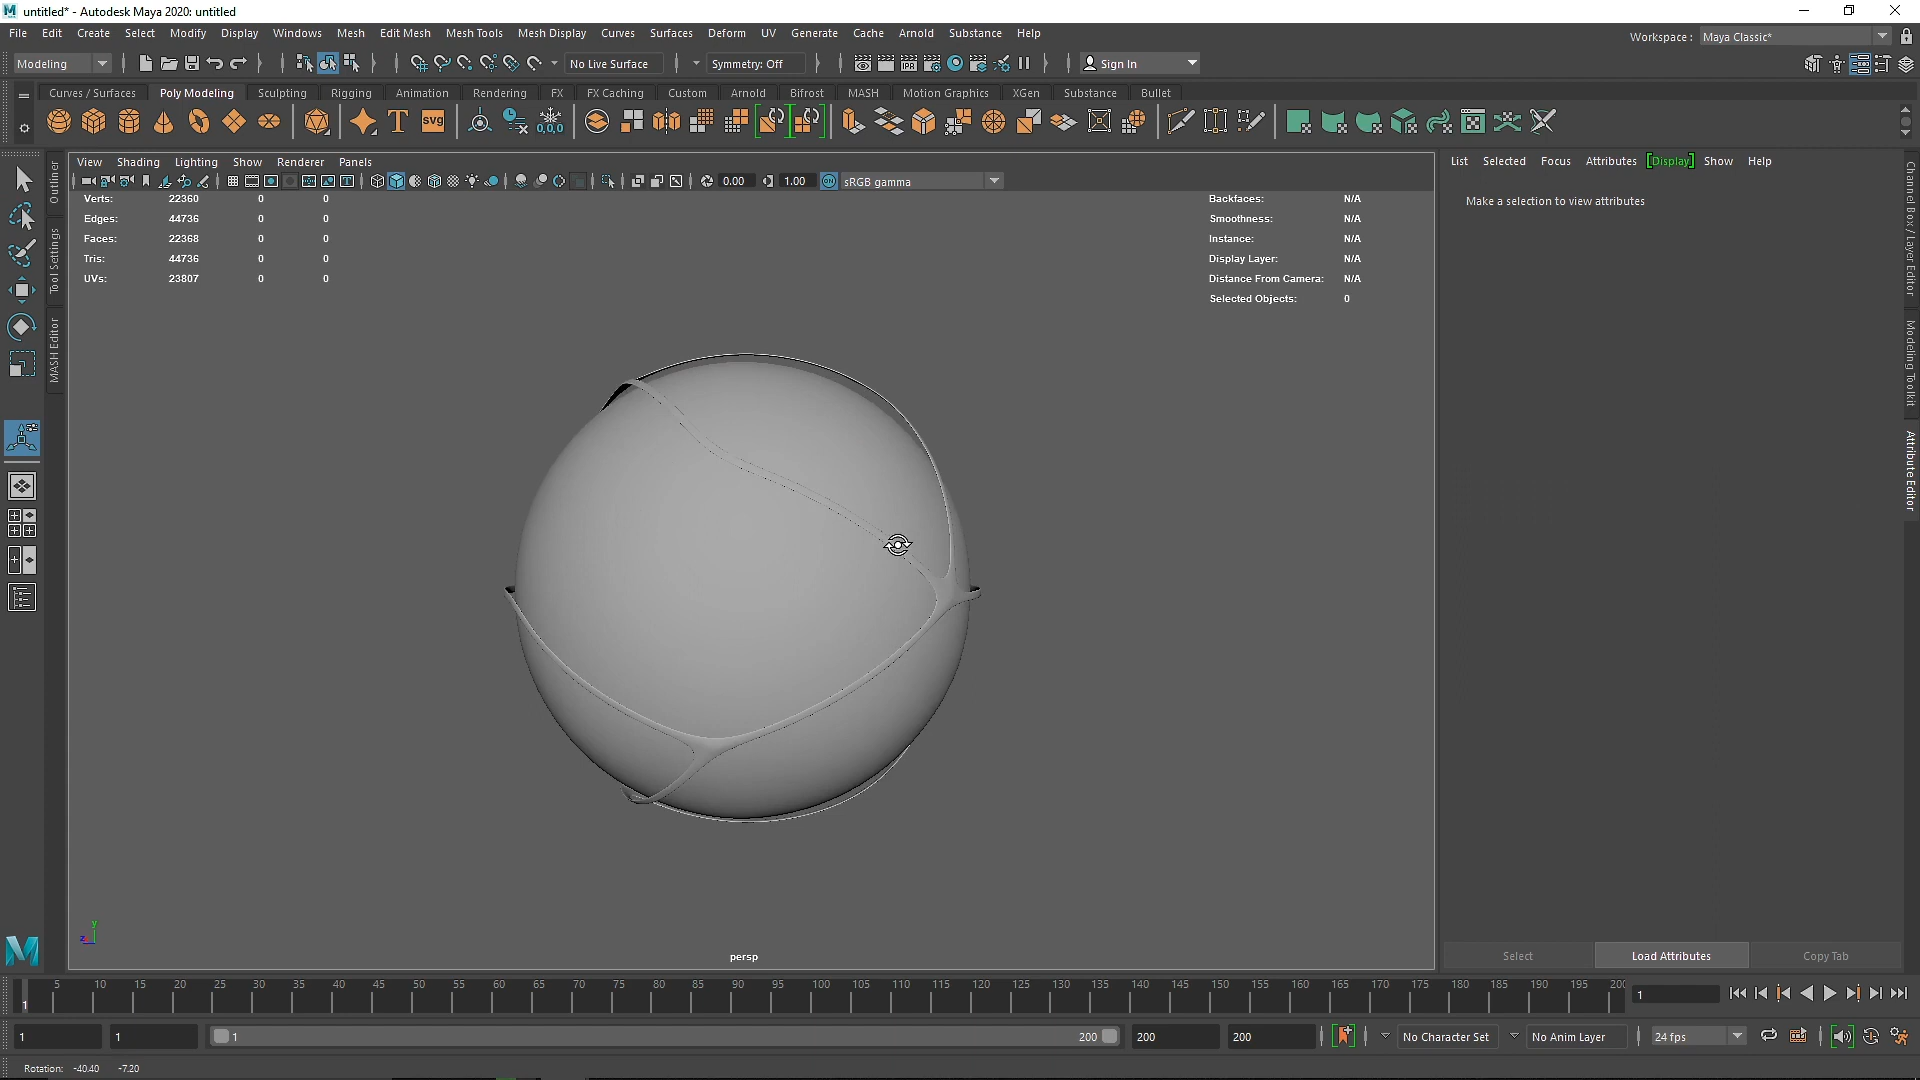 untitled* - Autodesk Maya 2020: untitled
File Edit Create Select Modify Display Windows Mesh Edit Mesh Mesh Tools Mesh Display Curves Surfaces Deform UV Generate Cache Arnold Substance Help
Workspace : Maya Classic*
Modeling No Live Surface Symmetry: Off Sign In
Curves / Surfaces Poly Modeling Sculpting Rigging Animation Rendering FX FX Caching Custom Arnold Bifrost MASH Motion Graphics XGen Substance Bullet
T SVG 0,0,0
View Shading Lighting Show Renderer Panels
0.00 1.00 ON sRGB gamma
List Selected Focus Attributes [Display] Show Help
Make a selection to view attributes
Outliner
Tool Settings
MASH Editor
Verts: 22360 0 0
Edges: 44736 0 0
Faces: 22368 0 0
Tris: 44736 0 0
UVs: 23807 0 0
Backfaces: N/A
Smoothness: N/A
Instance: N/A
Display Layer: N/A
Distance From Camera: N/A
Selected Objects: 0
Channel Box / Layer Editor
Modeling Toolkit
Attribute Editor
y
z
persp
Select Load Attributes Copy Tab
5 10 15 20 25 30 35 40 45 50 55 60 65 70 75 80 85 90 95 100 105 110 115 120 125 130 135 140 145 150 155 160 165 170 175 180 185 190 195 200
1 1
1 1 1 200 200 200 No Character Set No Anim Layer 24 fps
Rotation: -40.40 -7.20